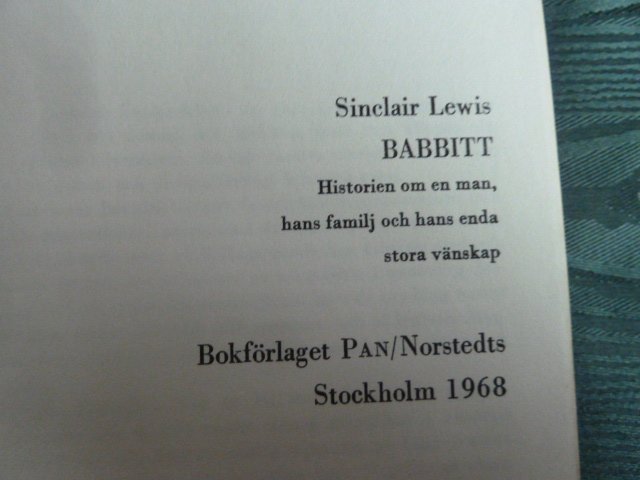 Sinclair Lewis
BABBITT
Historien om en man,
hans familj och hans enda
stora vänskap
Bokförlaget PAN/Norstedts
Stockholm 1968